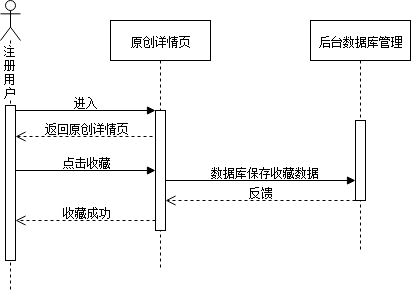 注册用户
原创详情页
后台数据库管理
进入
返回原创详情页
点击收藏
数据库保存收藏数据
反馈
收藏成功